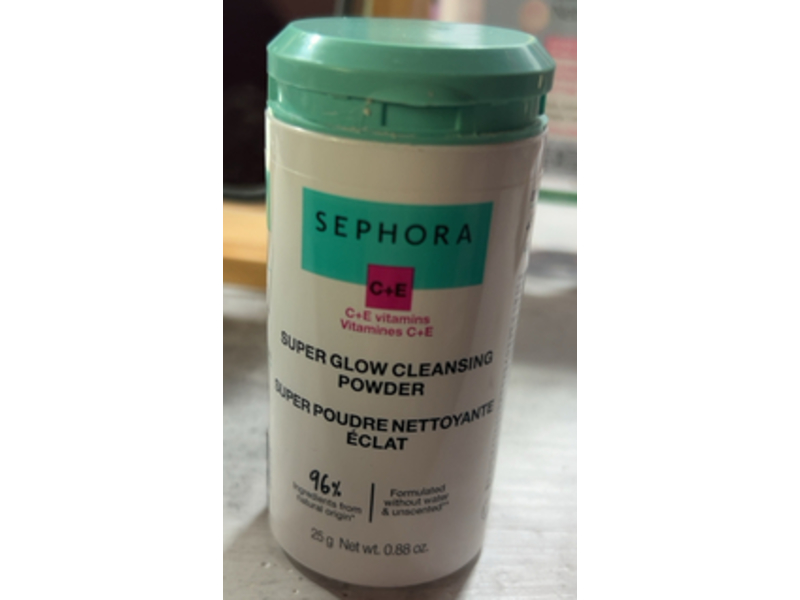 SEPHORA
C+E
C+E vitamins
Vitamines C+E
SUPER GLOW CLEANSING
POWDER
SUPER POUDRE NETTOYANTE
ÉCLAT
96%
Ingredients from
natural origin*
Formulated
without water
& unscented**
25 g Net wt. 0.88 oz.